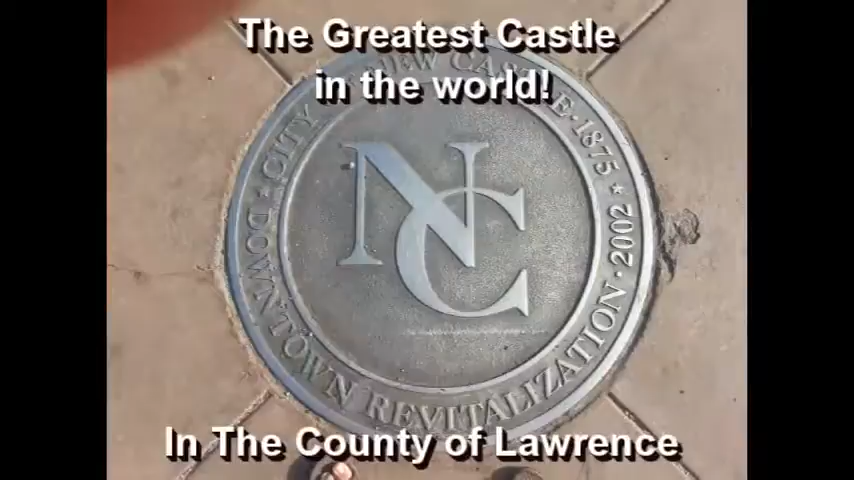 The Greatest Castle
in the world!
CITY OF NEW CASTLE · 1875 ★ 2002 · DOWNTOWN REVITALIZATION ·
NC
In The County of Lawrence